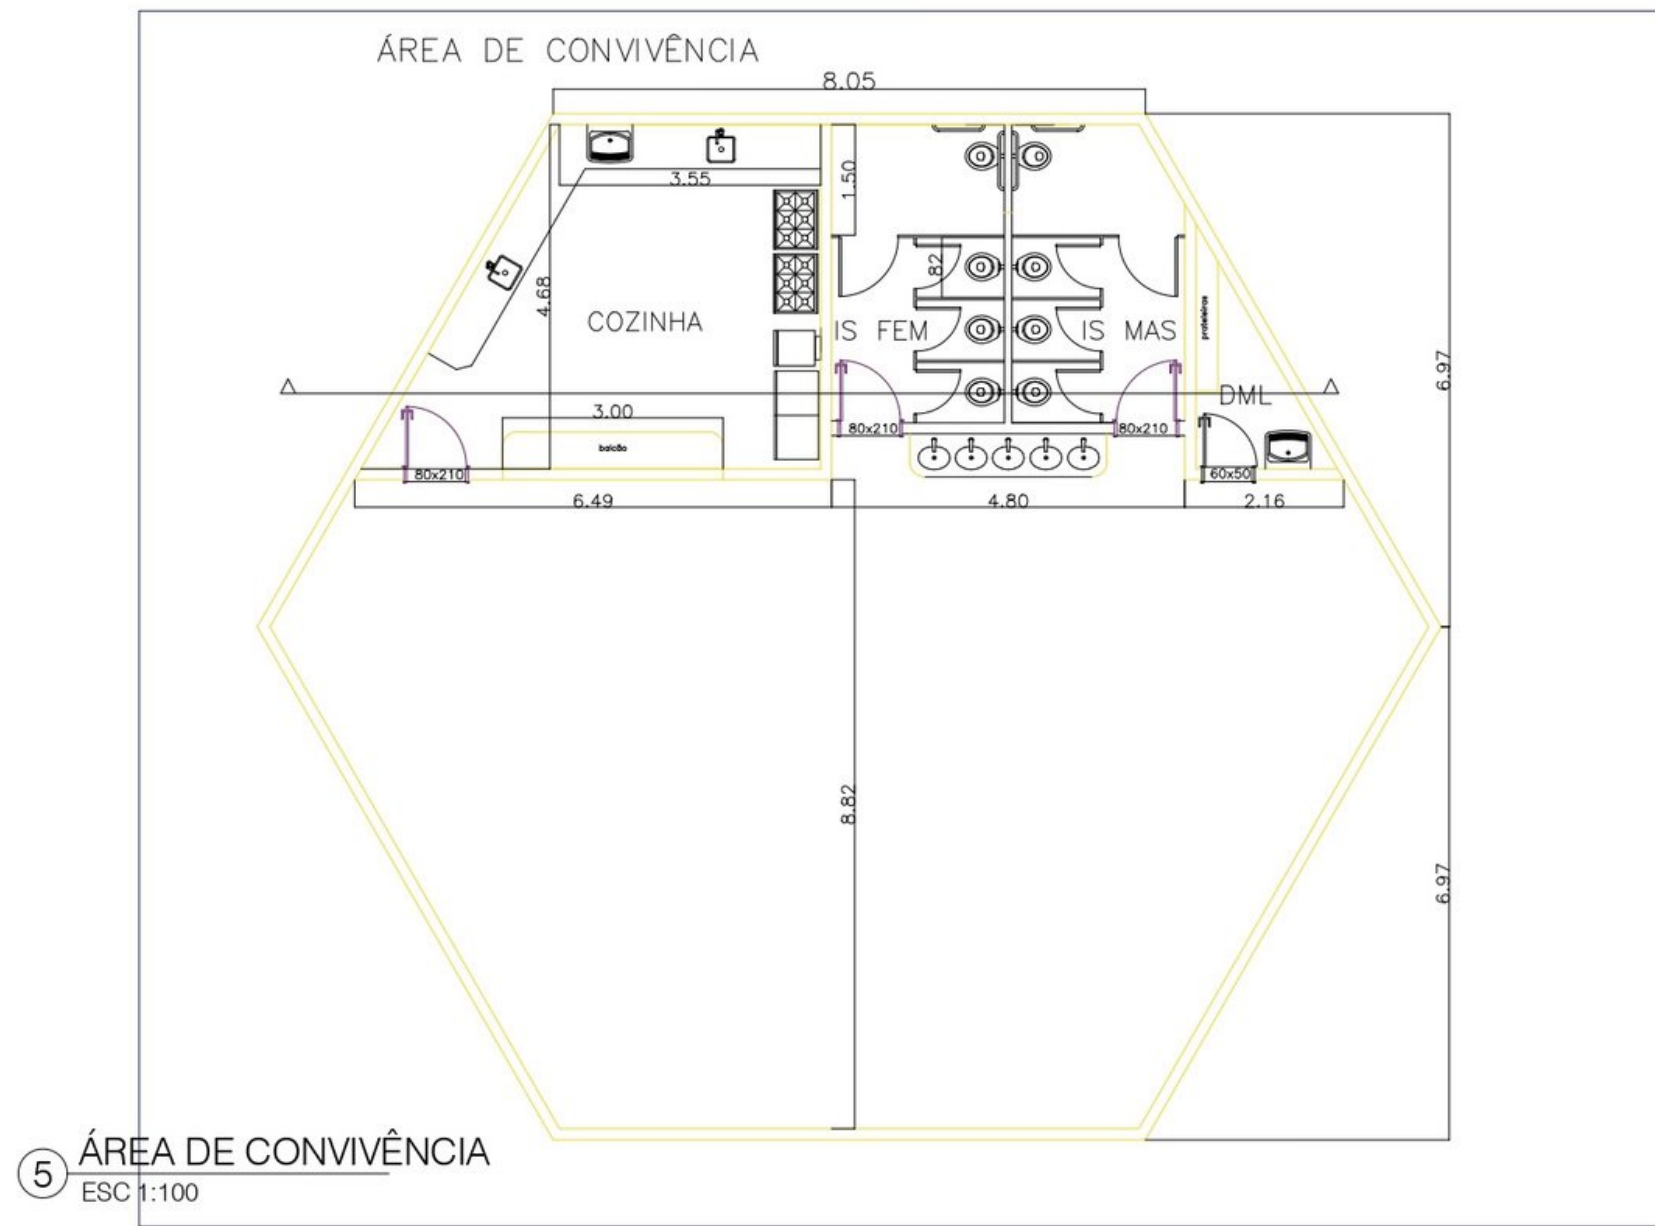 ÁREA DE CONVIVÊNCIA
8.05
3.55
1.50
4.68
.82
COZINHA
IS FEM
IS MAS
prateleiras
6.97
DML
3.00
balcão
80x210
80x210
80x210
60x50
6.49
4.80
2.16
8.82
6.97
5
ÁREA DE CONVIVÊNCIA
ESC 1:100